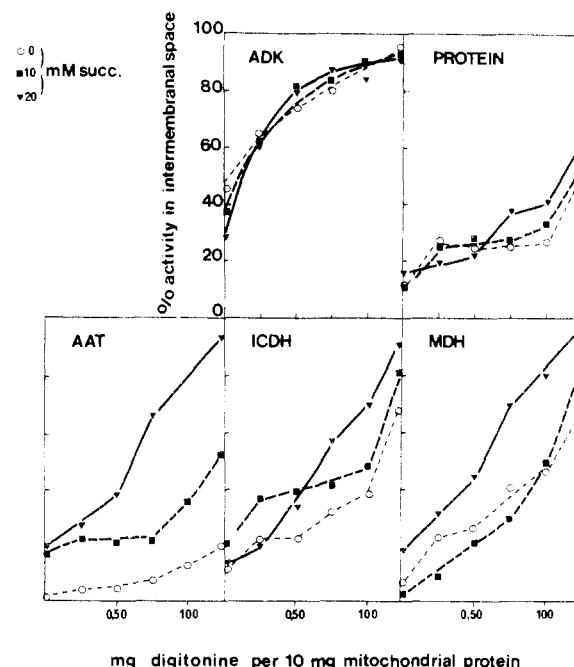 0
10 mM succ.
20
% activity in intermembranal space
100
80
60
40
20
0
ADK
PROTEIN
AAT
ICDH
MDH
0,50 100
0,50 100
0,50 100
mg digitonine per 10 mg mitochondrial protein